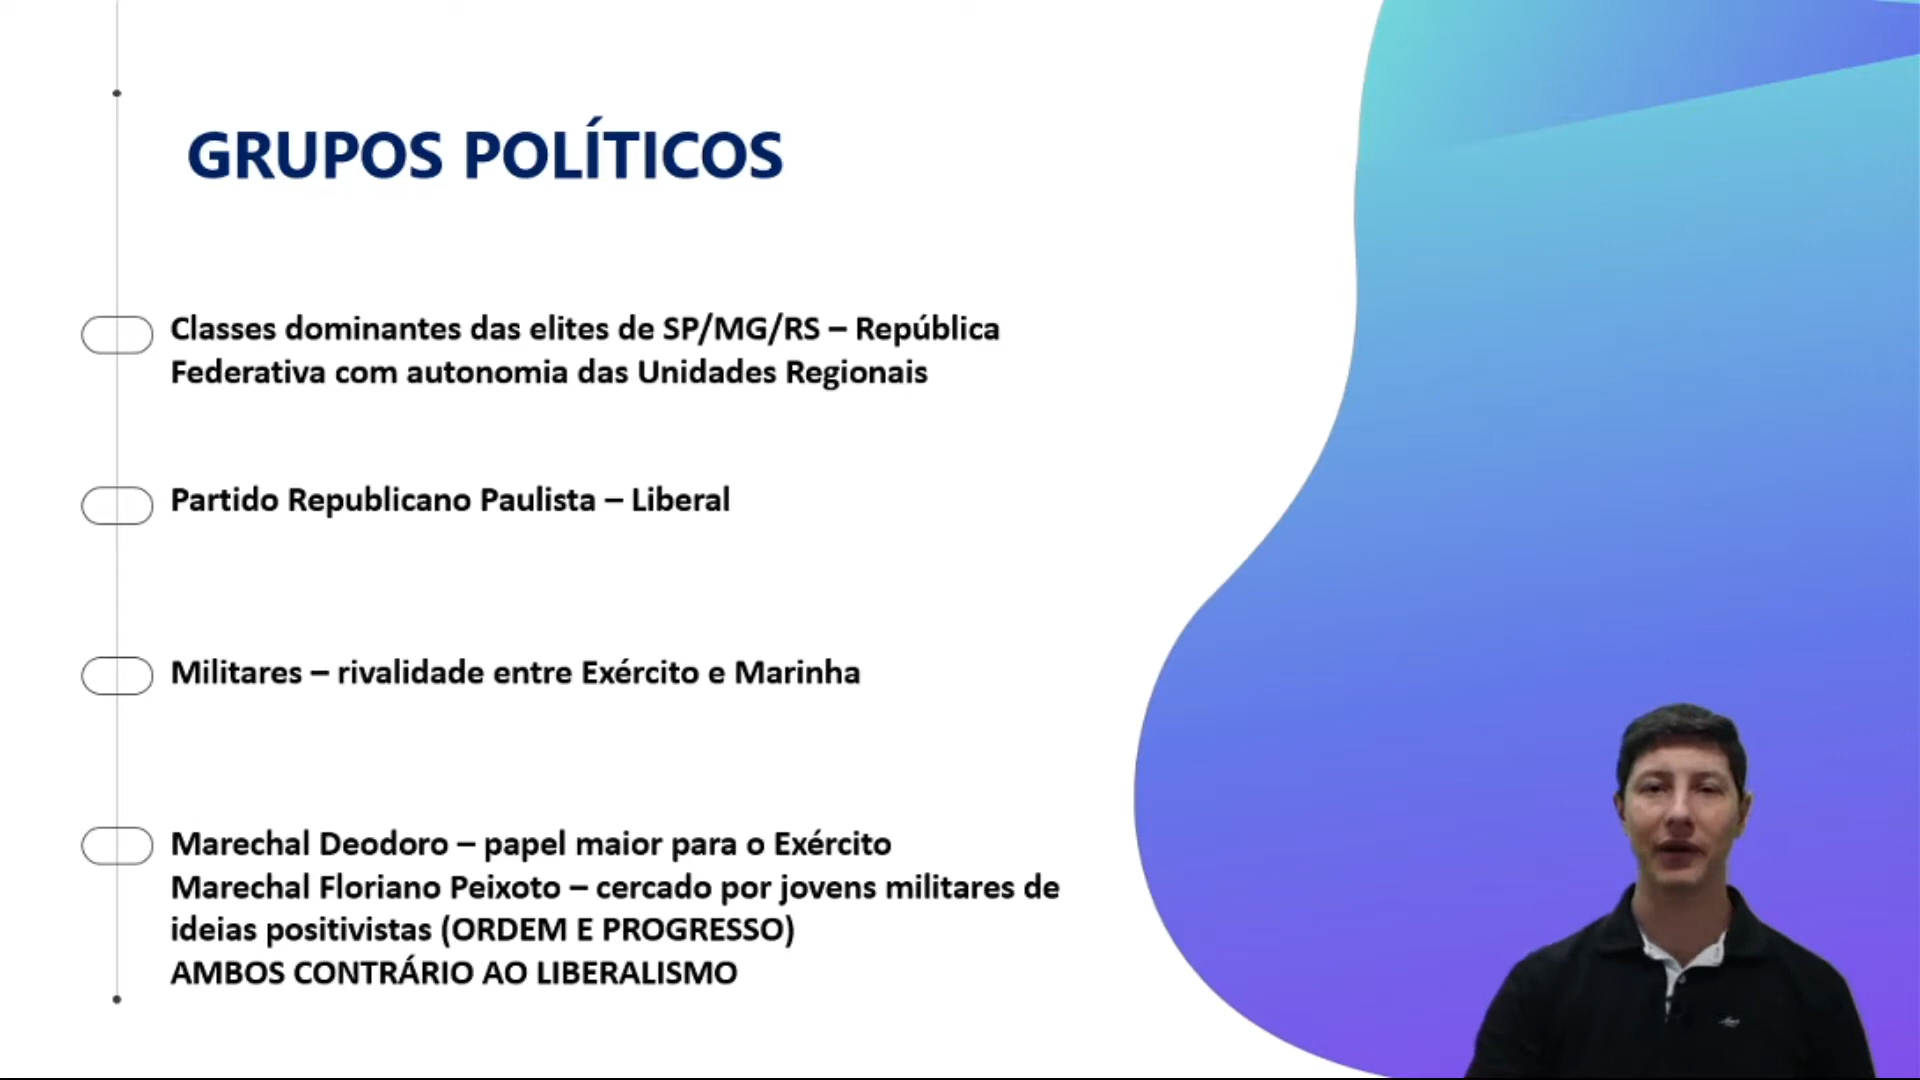 GRUPOS POLÍTICOS
Classes dominantes das elites de SP/MG/RS – República
Federativa com autonomia das Unidades Regionais
Partido Republicano Paulista – Liberal
Militares – rivalidade entre Exército e Marinha
Marechal Deodoro – papel maior para o Exército
Marechal Floriano Peixoto – cercado por jovens militares de
ideias positivistas (ORDEM E PROGRESSO)
AMBOS CONTRÁRIO AO LIBERALISMO